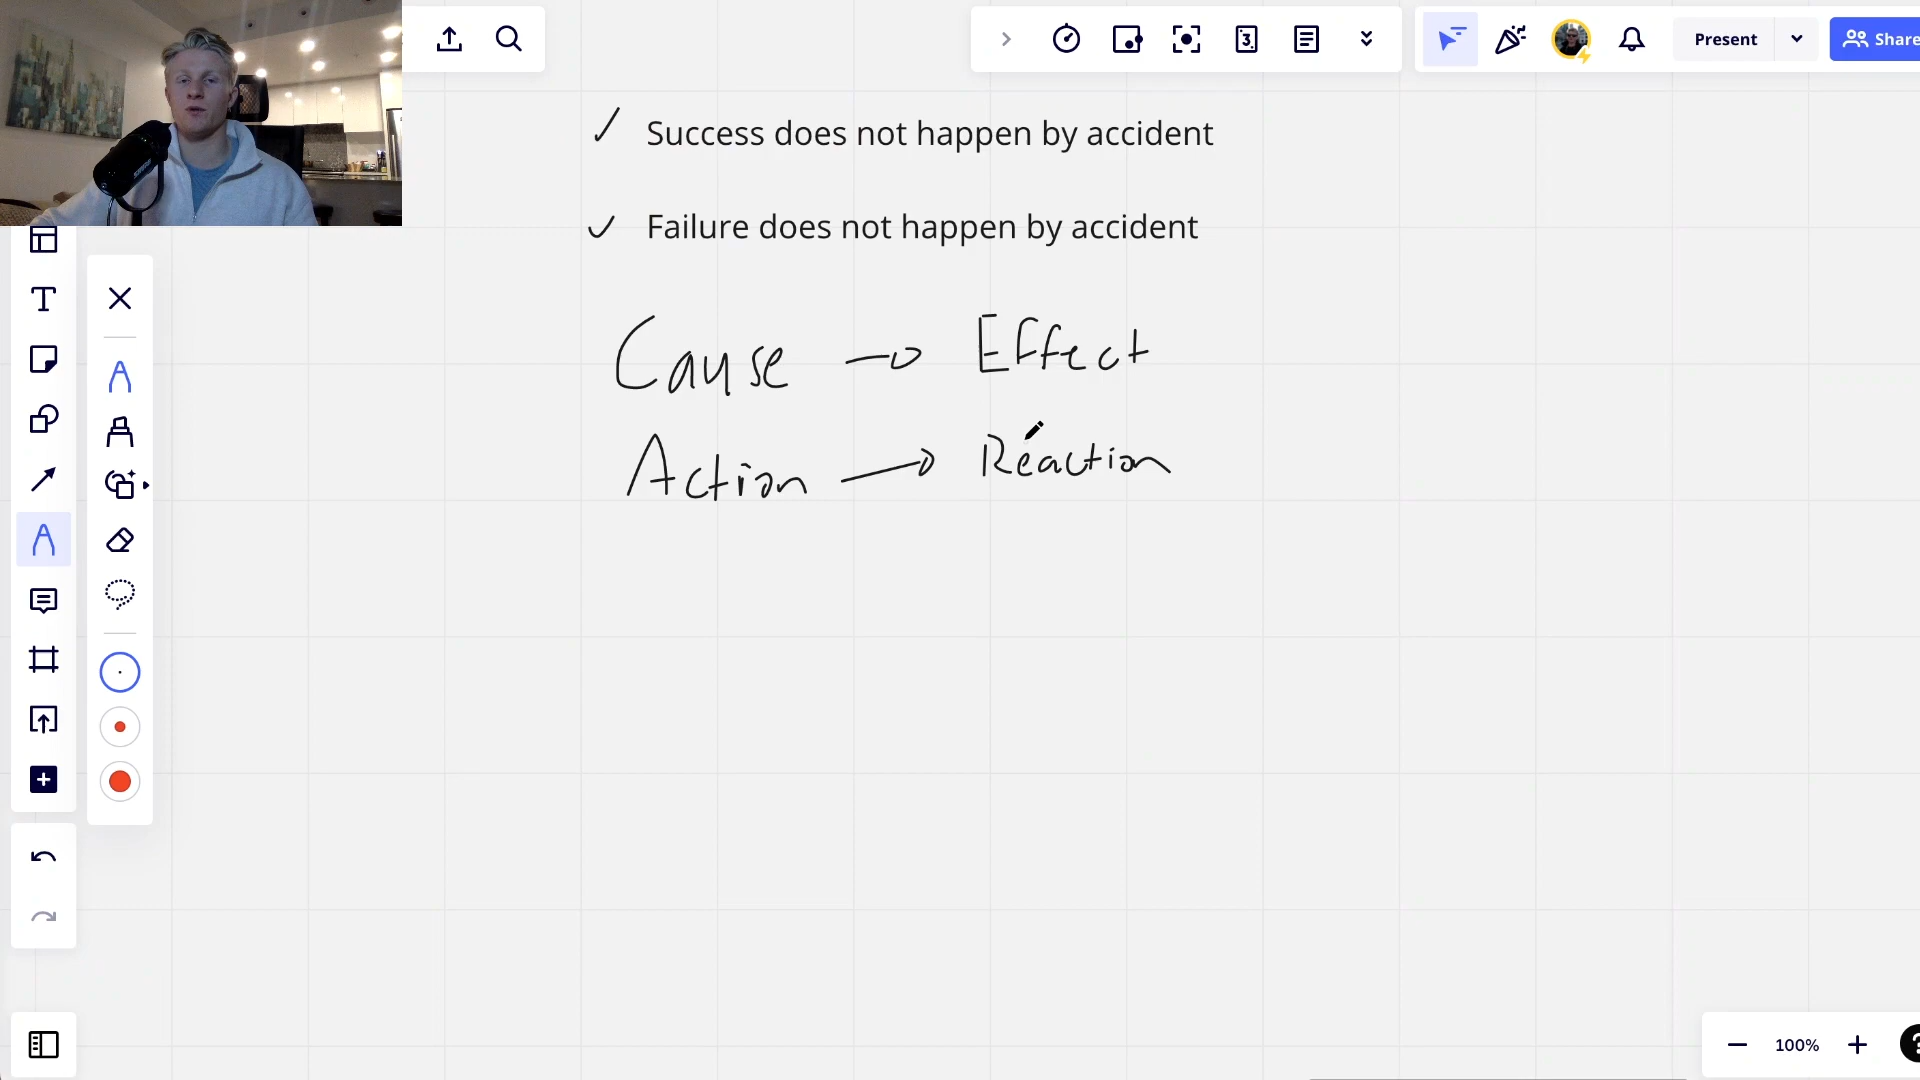 Present
Share
✓ Success does not happen by accident
✓ Failure does not happen by accident
Cause → Effect
Action → Reaction
100%